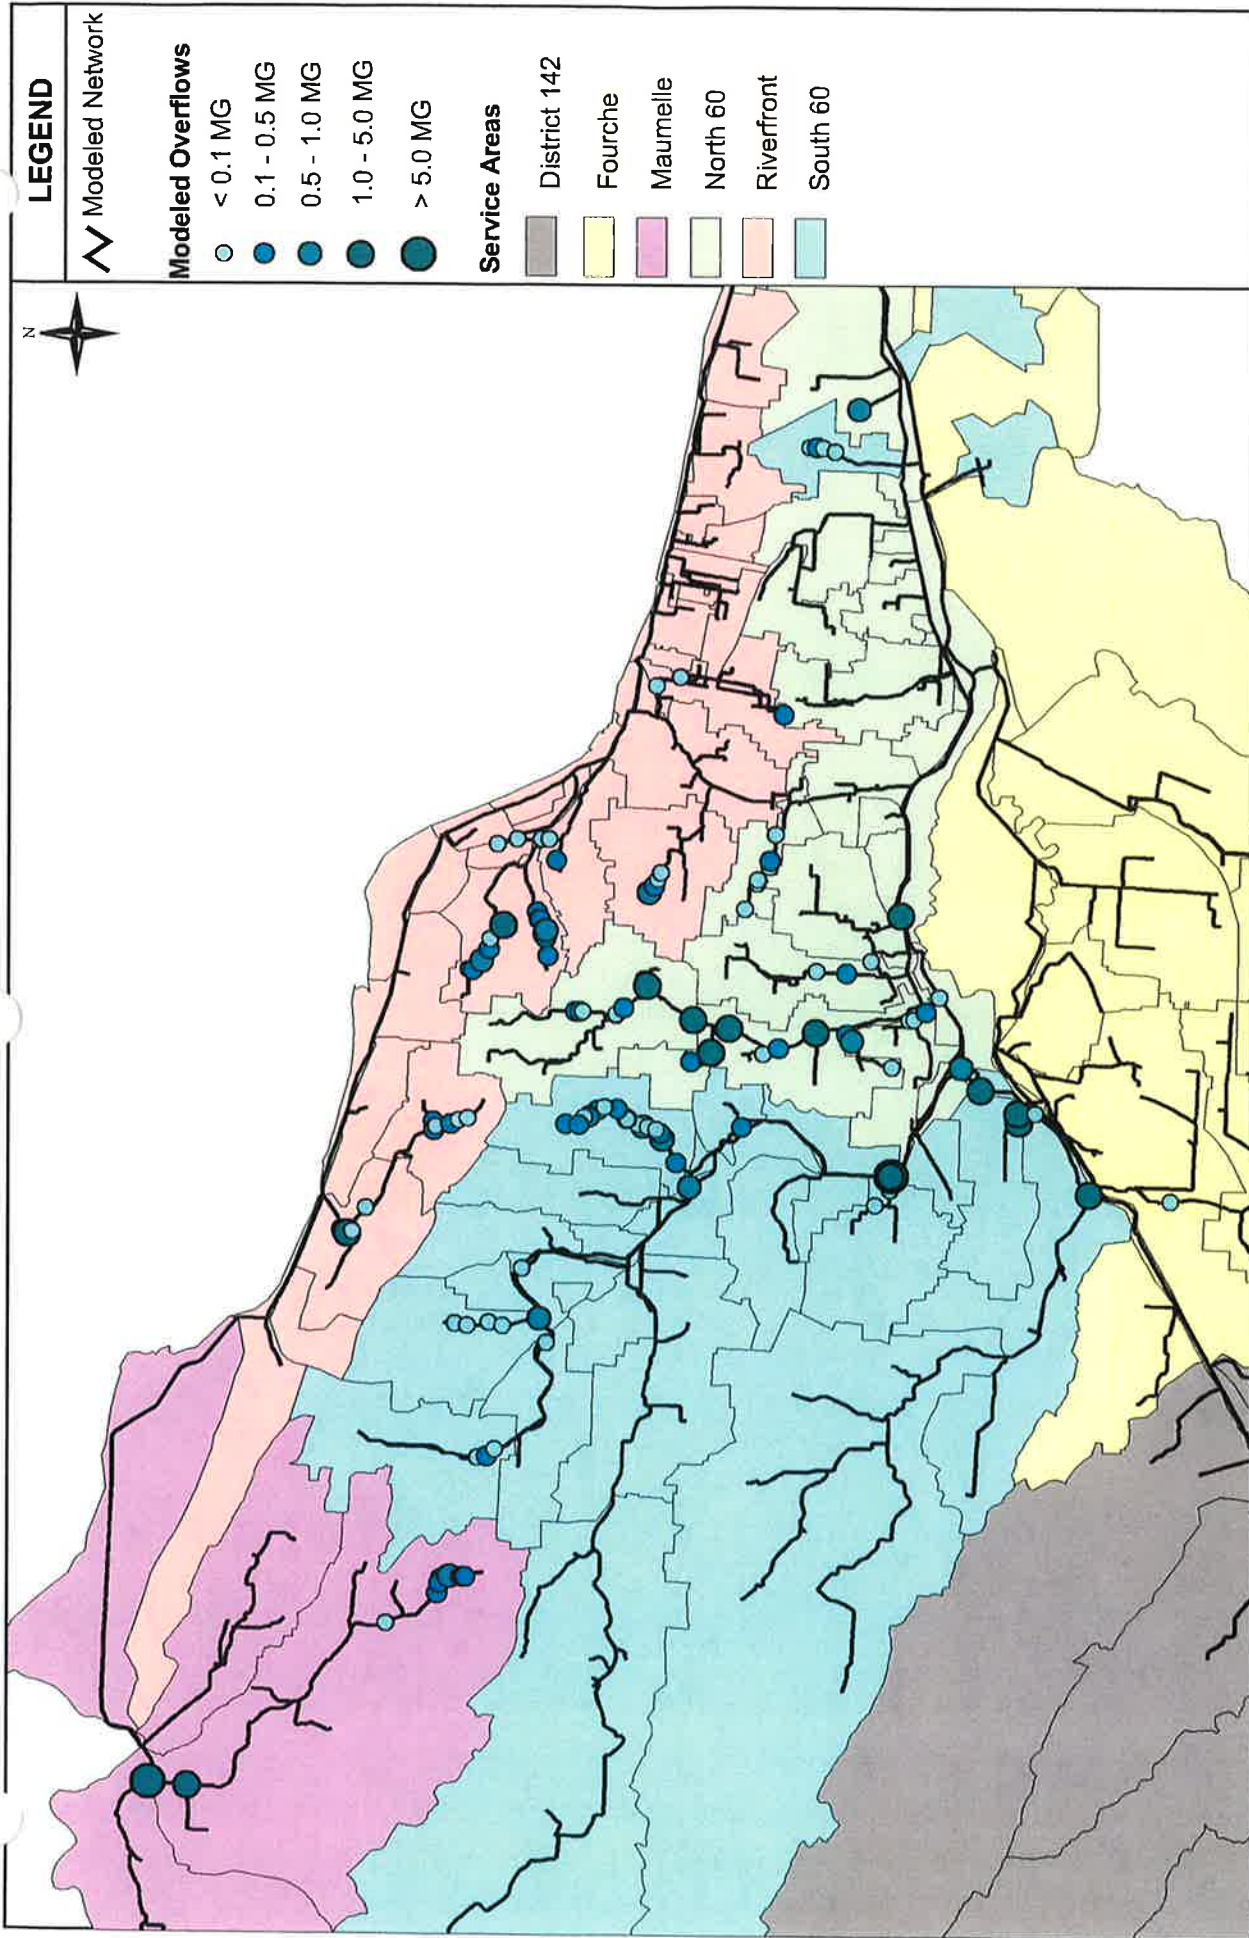 LEGEND
Modeled Network
Modeled Overflows
< 0.1 MG
0.1 - 0.5 MG
0.5 - 1.0 MG
1.0 - 5.0 MG
> 5.0 MG
Service Areas
District 142
Fourche
Maumelle
North 60
Riverfront
South 60
N